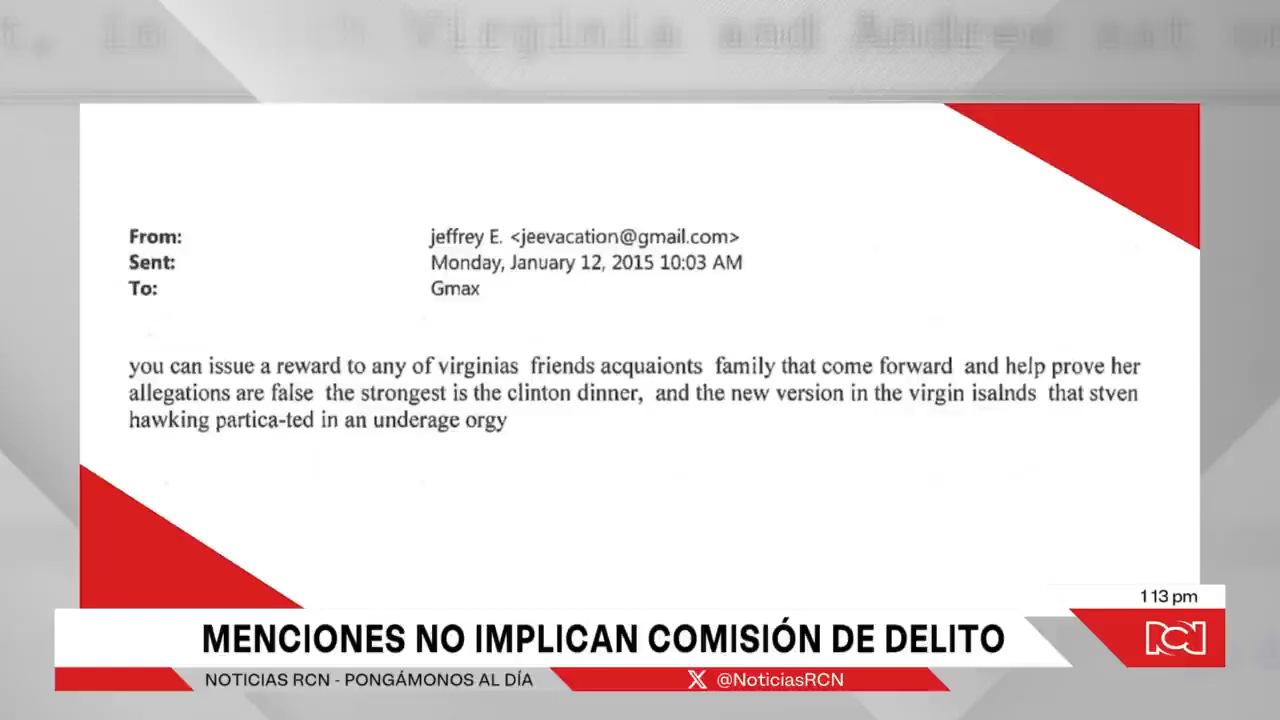 Virginia and Andrew
From: jeffrey E. <jeevacation@gmail.com>
Sent: Monday, January 12, 2015 10:03 AM
To: Gmax
you can issue a reward to any of virginias friends acquaionts family that come forward and help prove her
allegations are false the strongest is the clinton dinner, and the new version in the virgin isalnds that stven
hawking partica-ted in an underage orgy
1 13 pm
MENCIONES NO IMPLICAN COMISIÓN DE DELITO
RCN
NOTICIAS RCN - PONGÁMONOS AL DÍA
X @NoticiasRCN